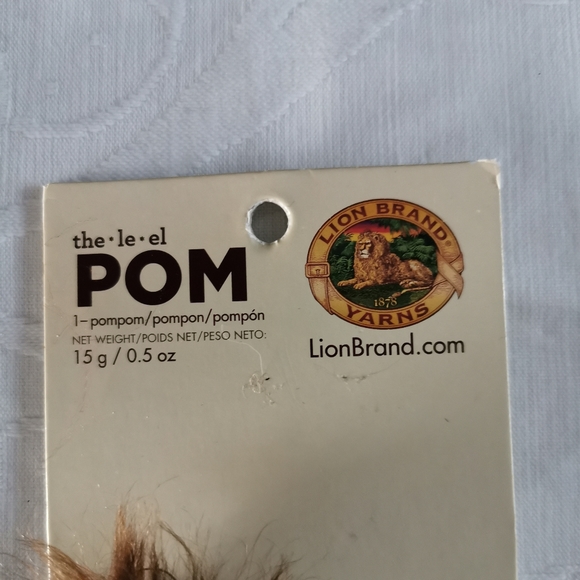 the•le•el
POM
1– pompom/pompon/pompón
NET WEIGHT/POIDS NET/PESO NETO:
15 g / 0.5 oz
LION BRAND®
1878
YARNS
LionBrand.com